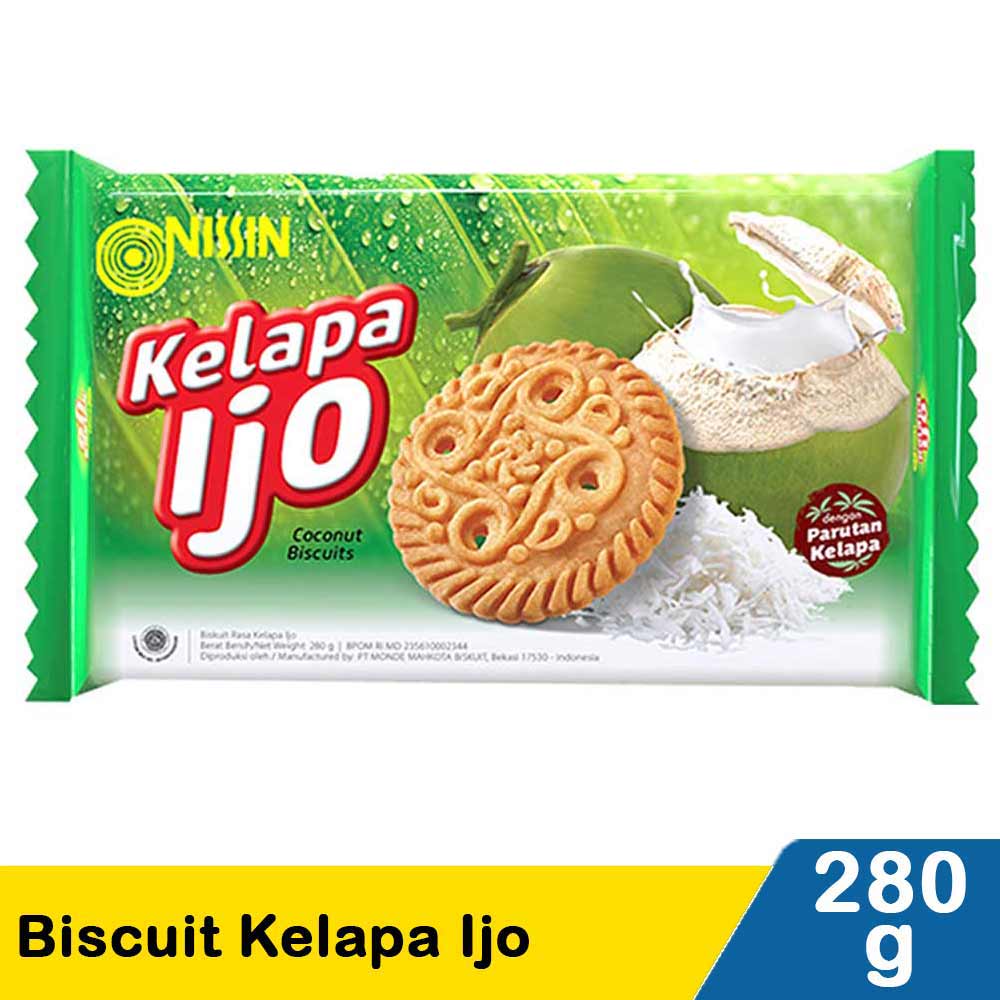 NISSIN
Kelapa
Ijo
Coconut
Biscuits
dengan
Parutan
Kelapa
Biskuit Rasa Kelapa Ijo
Berat Bersih/Net Weight: 280 g | BPOM RI MD 235610002344
Diproduksi oleh / Manufactured by: PT MONDE MAHKOTA BISKUIT, Bekasi 17530 - Indonesia
Biscuit Kelapa Ijo
280
g